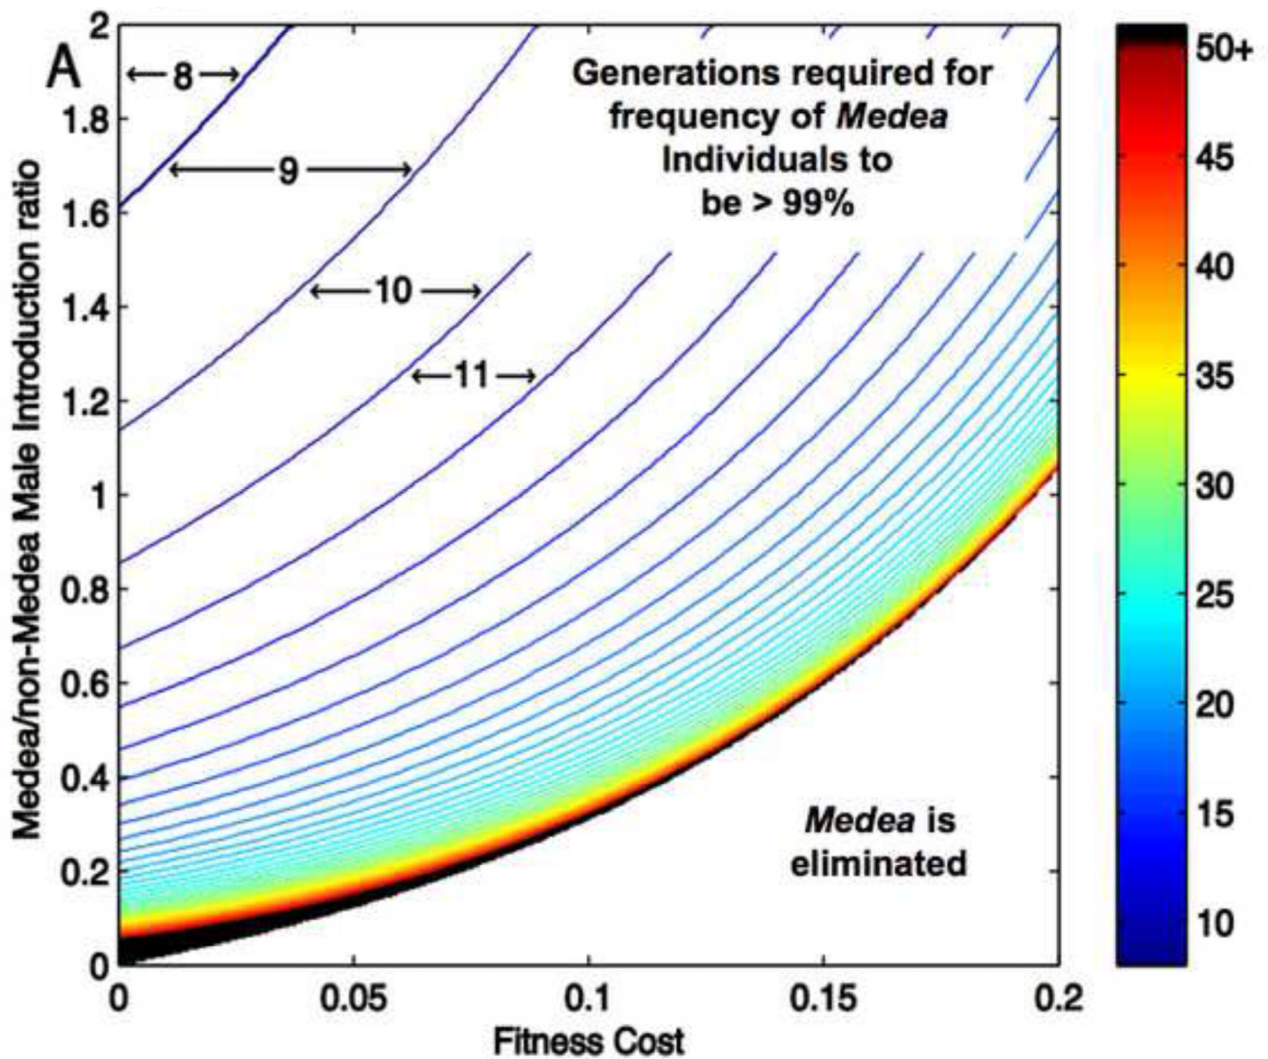 A
2
1.8
1.6
1.4
1.2
1
0.8
0.6
0.4
0.2
0
Medea/non-Medea Male Introduction ratio
8
9
10
11
Generations required for
frequency of Medea
Individuals to
be > 99%
Medea is
eliminated
0 0.05 0.1 0.15 0.2
Fitness Cost
50+
45
40
35
30
25
20
15
10